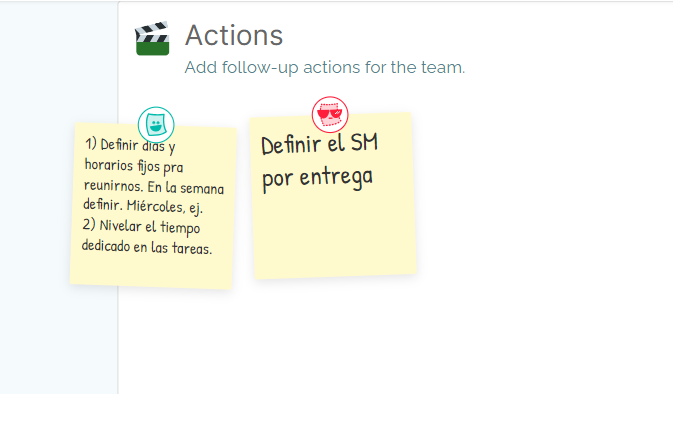 Actions
Add follow-up actions for the team.
1) Definir días y
horarios fijos pra
reunirnos. En la semana
definir. Miércoles, ej.
2) Nivelar el tiempo
dedicado en las tareas.
Definir el SM
por entrega